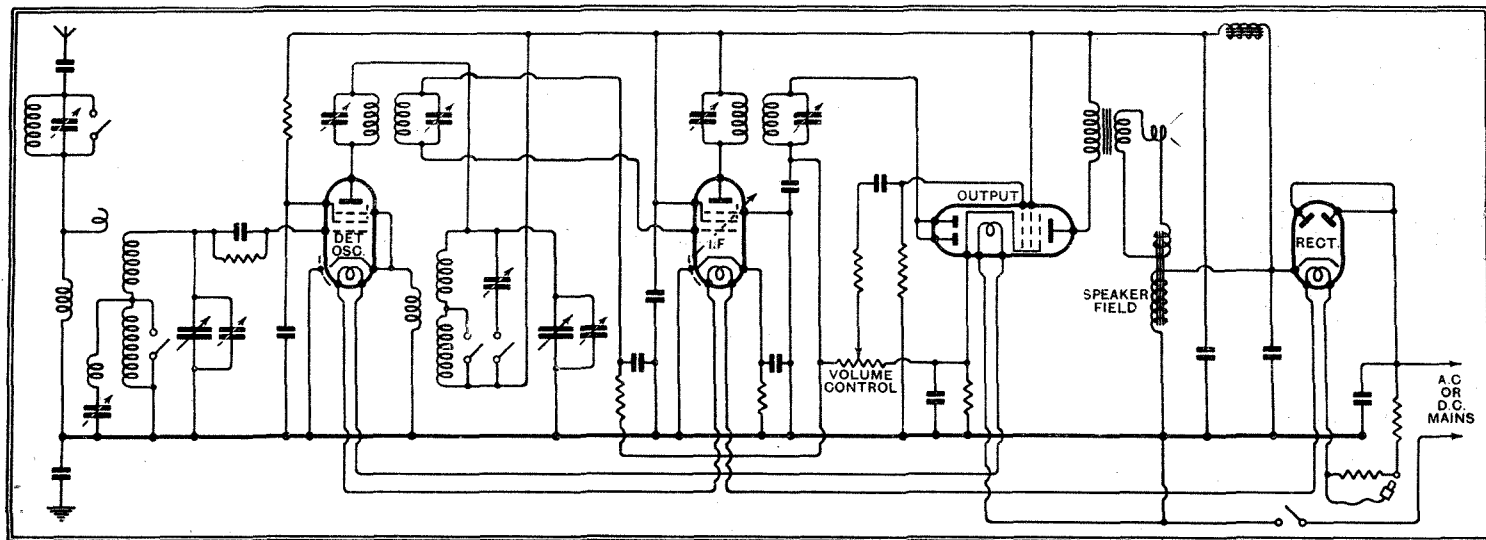 DET.
OSC.
I.F
OUTPUT
VOLUME
CONTROL
SPEAKER
FIELD
RECT.
A.C
OR
D.C.
MAINS